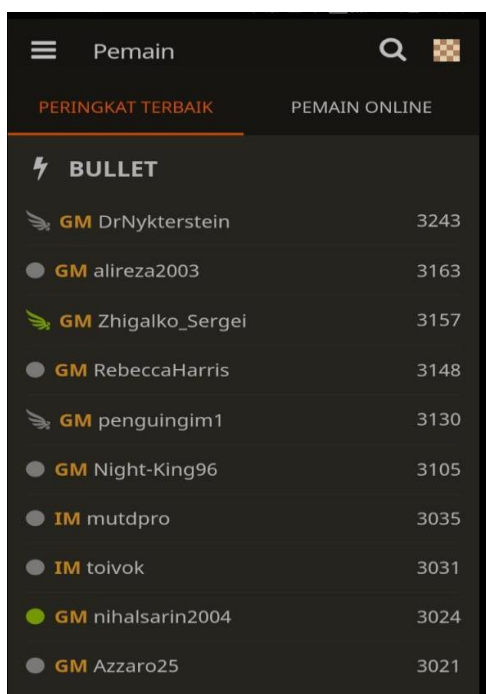 Pemain
PERINGKAT TERBAIK PEMAIN ONLINE
BULLET
GM DrNykterstein 3243
GM alireza2003 3163
GM Zhigalko_Sergei 3157
GM RebeccaHarris 3148
GM penguingim1 3130
GM Night-King96 3105
IM mutdpro 3035
IM toivok 3031
GM nihalsarin2004 3024
GM Azzaro25 3021